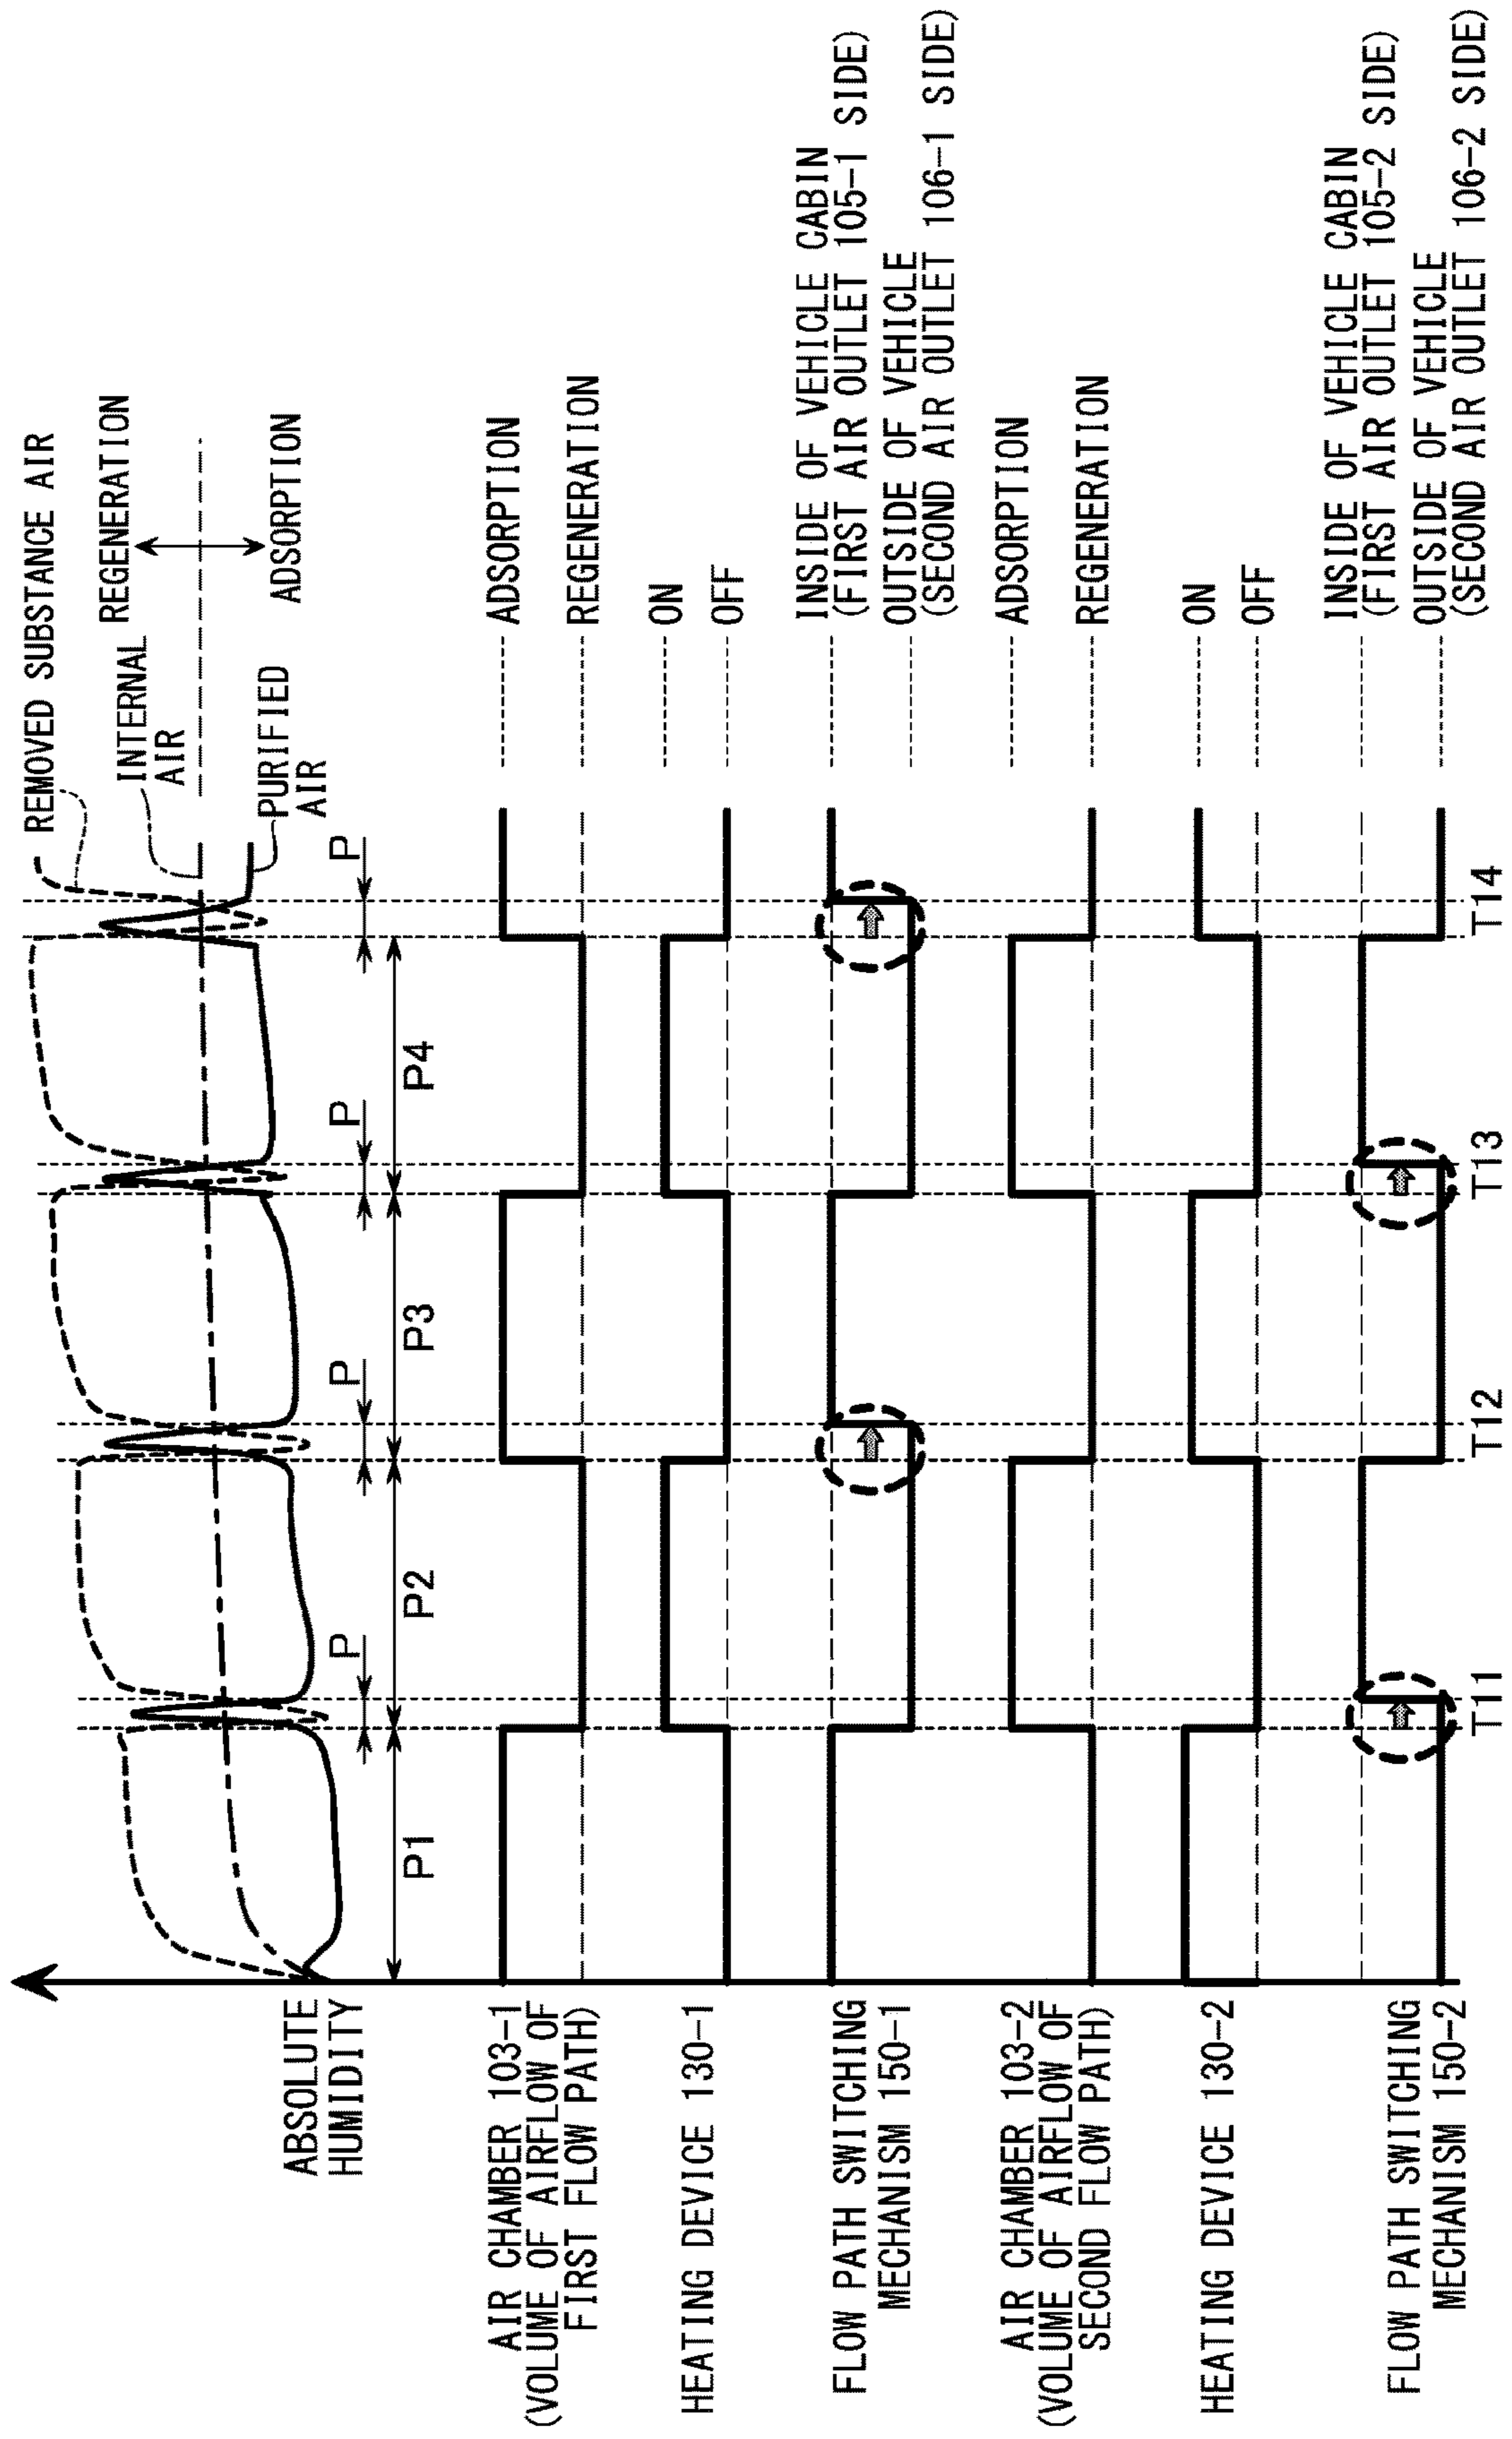 REMOVED SUBSTANCE AIR
REGENERATION
INTERNAL
AIR
ADSORPTION
PURIFIED
AIR
ABSOLUTE
HUMIDITY
P
P
P
P
P1
P2
P3
P4
AIR CHAMBER 103-1
(VOLUME OF AIRFLOW OF
FIRST FLOW PATH)
ADSORPTION
REGENERATION
HEATING DEVICE 130-1
ON
OFF
FLOW PATH SWITCHING
MECHANISM 150-1
INSIDE OF VEHICLE CABIN
(FIRST AIR OUTLET 105-1 SIDE)
OUTSIDE OF VEHICLE
(SECOND AIR OUTLET 106-1 SIDE)
AIR CHAMBER 103-2
(VOLUME OF AIRFLOW OF
SECOND FLOW PATH)
ADSORPTION
REGENERATION
HEATING DEVICE 130-2
ON
OFF
FLOW PATH SWITCHING
MECHANISM 150-2
INSIDE OF VEHICLE CABIN
(FIRST AIR OUTLET 105-2 SIDE)
OUTSIDE OF VEHICLE
(SECOND AIR OUTLET 106-2 SIDE)
T11
T12
T13
T14